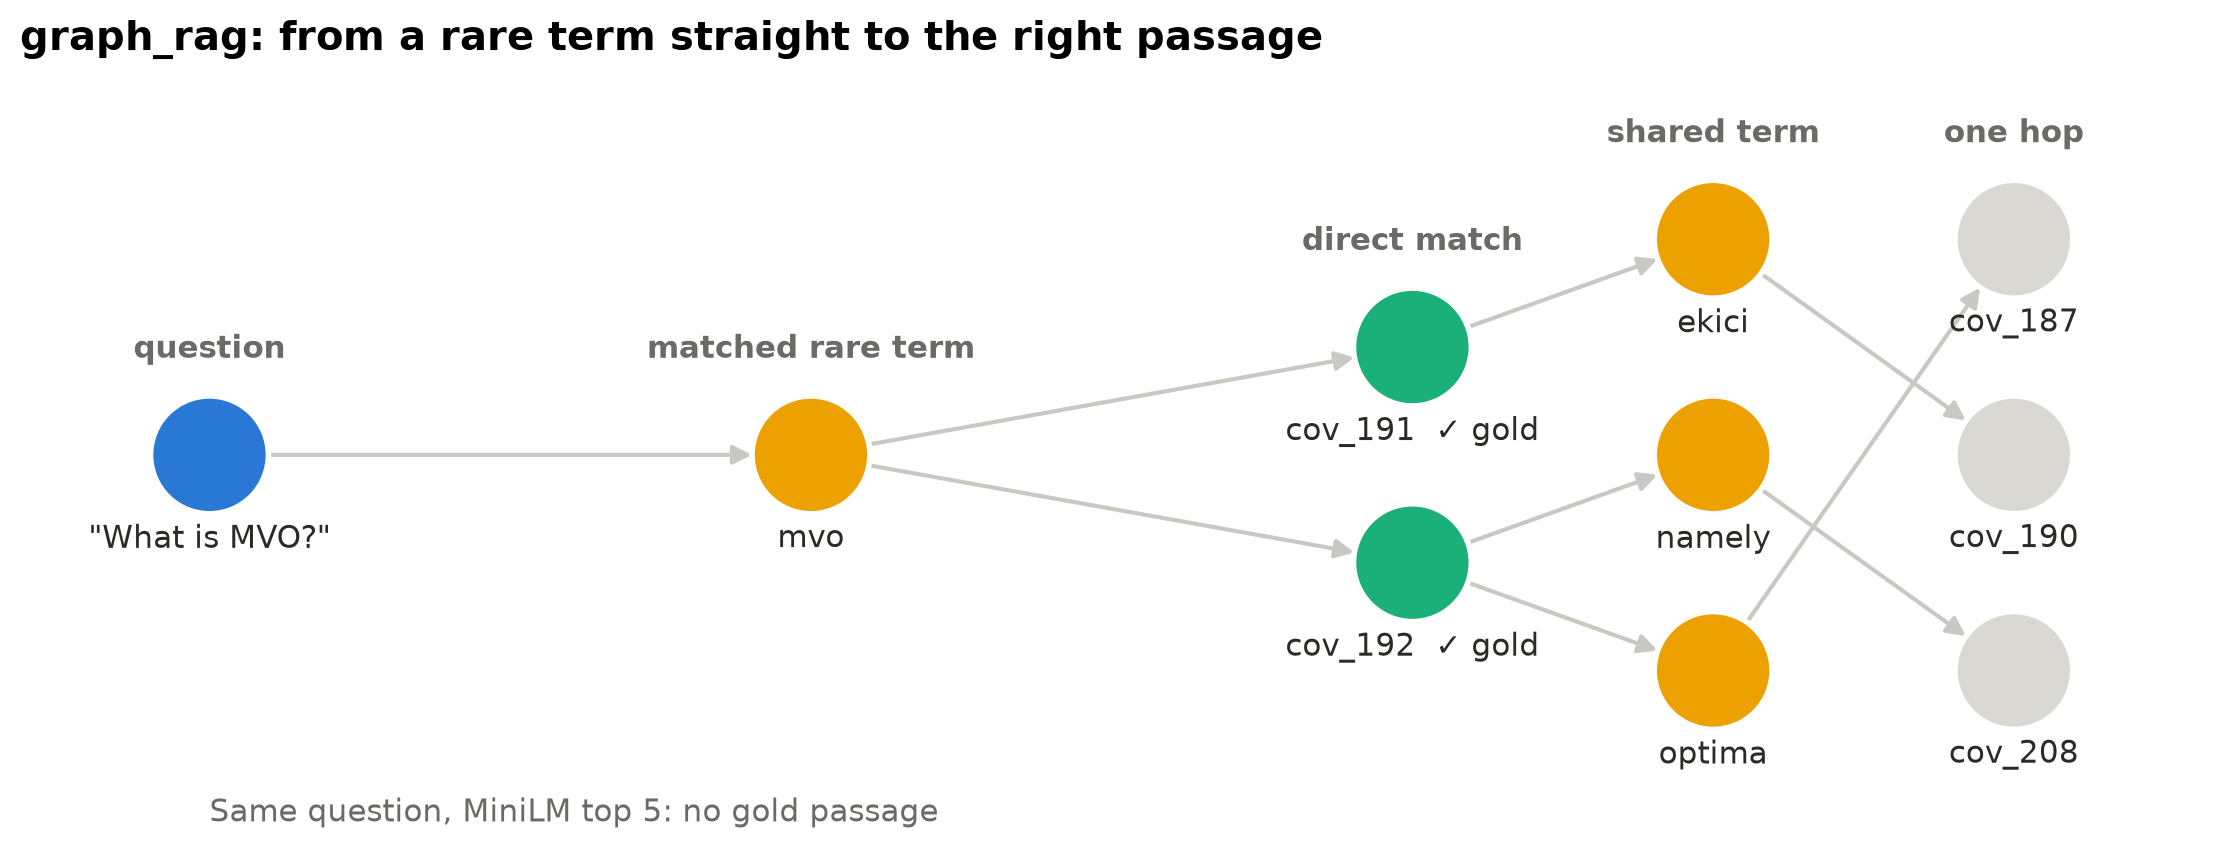 graph_rag: from a rare term straight to the right passage
question
"What is MVO?"
matched rare term
mvo
direct match
cov_191 ✓ gold
cov_192 ✓ gold
shared term
ekici
namely
optima
one hop
cov_187
cov_190
cov_208
Same question, MiniLM top 5: no gold passage